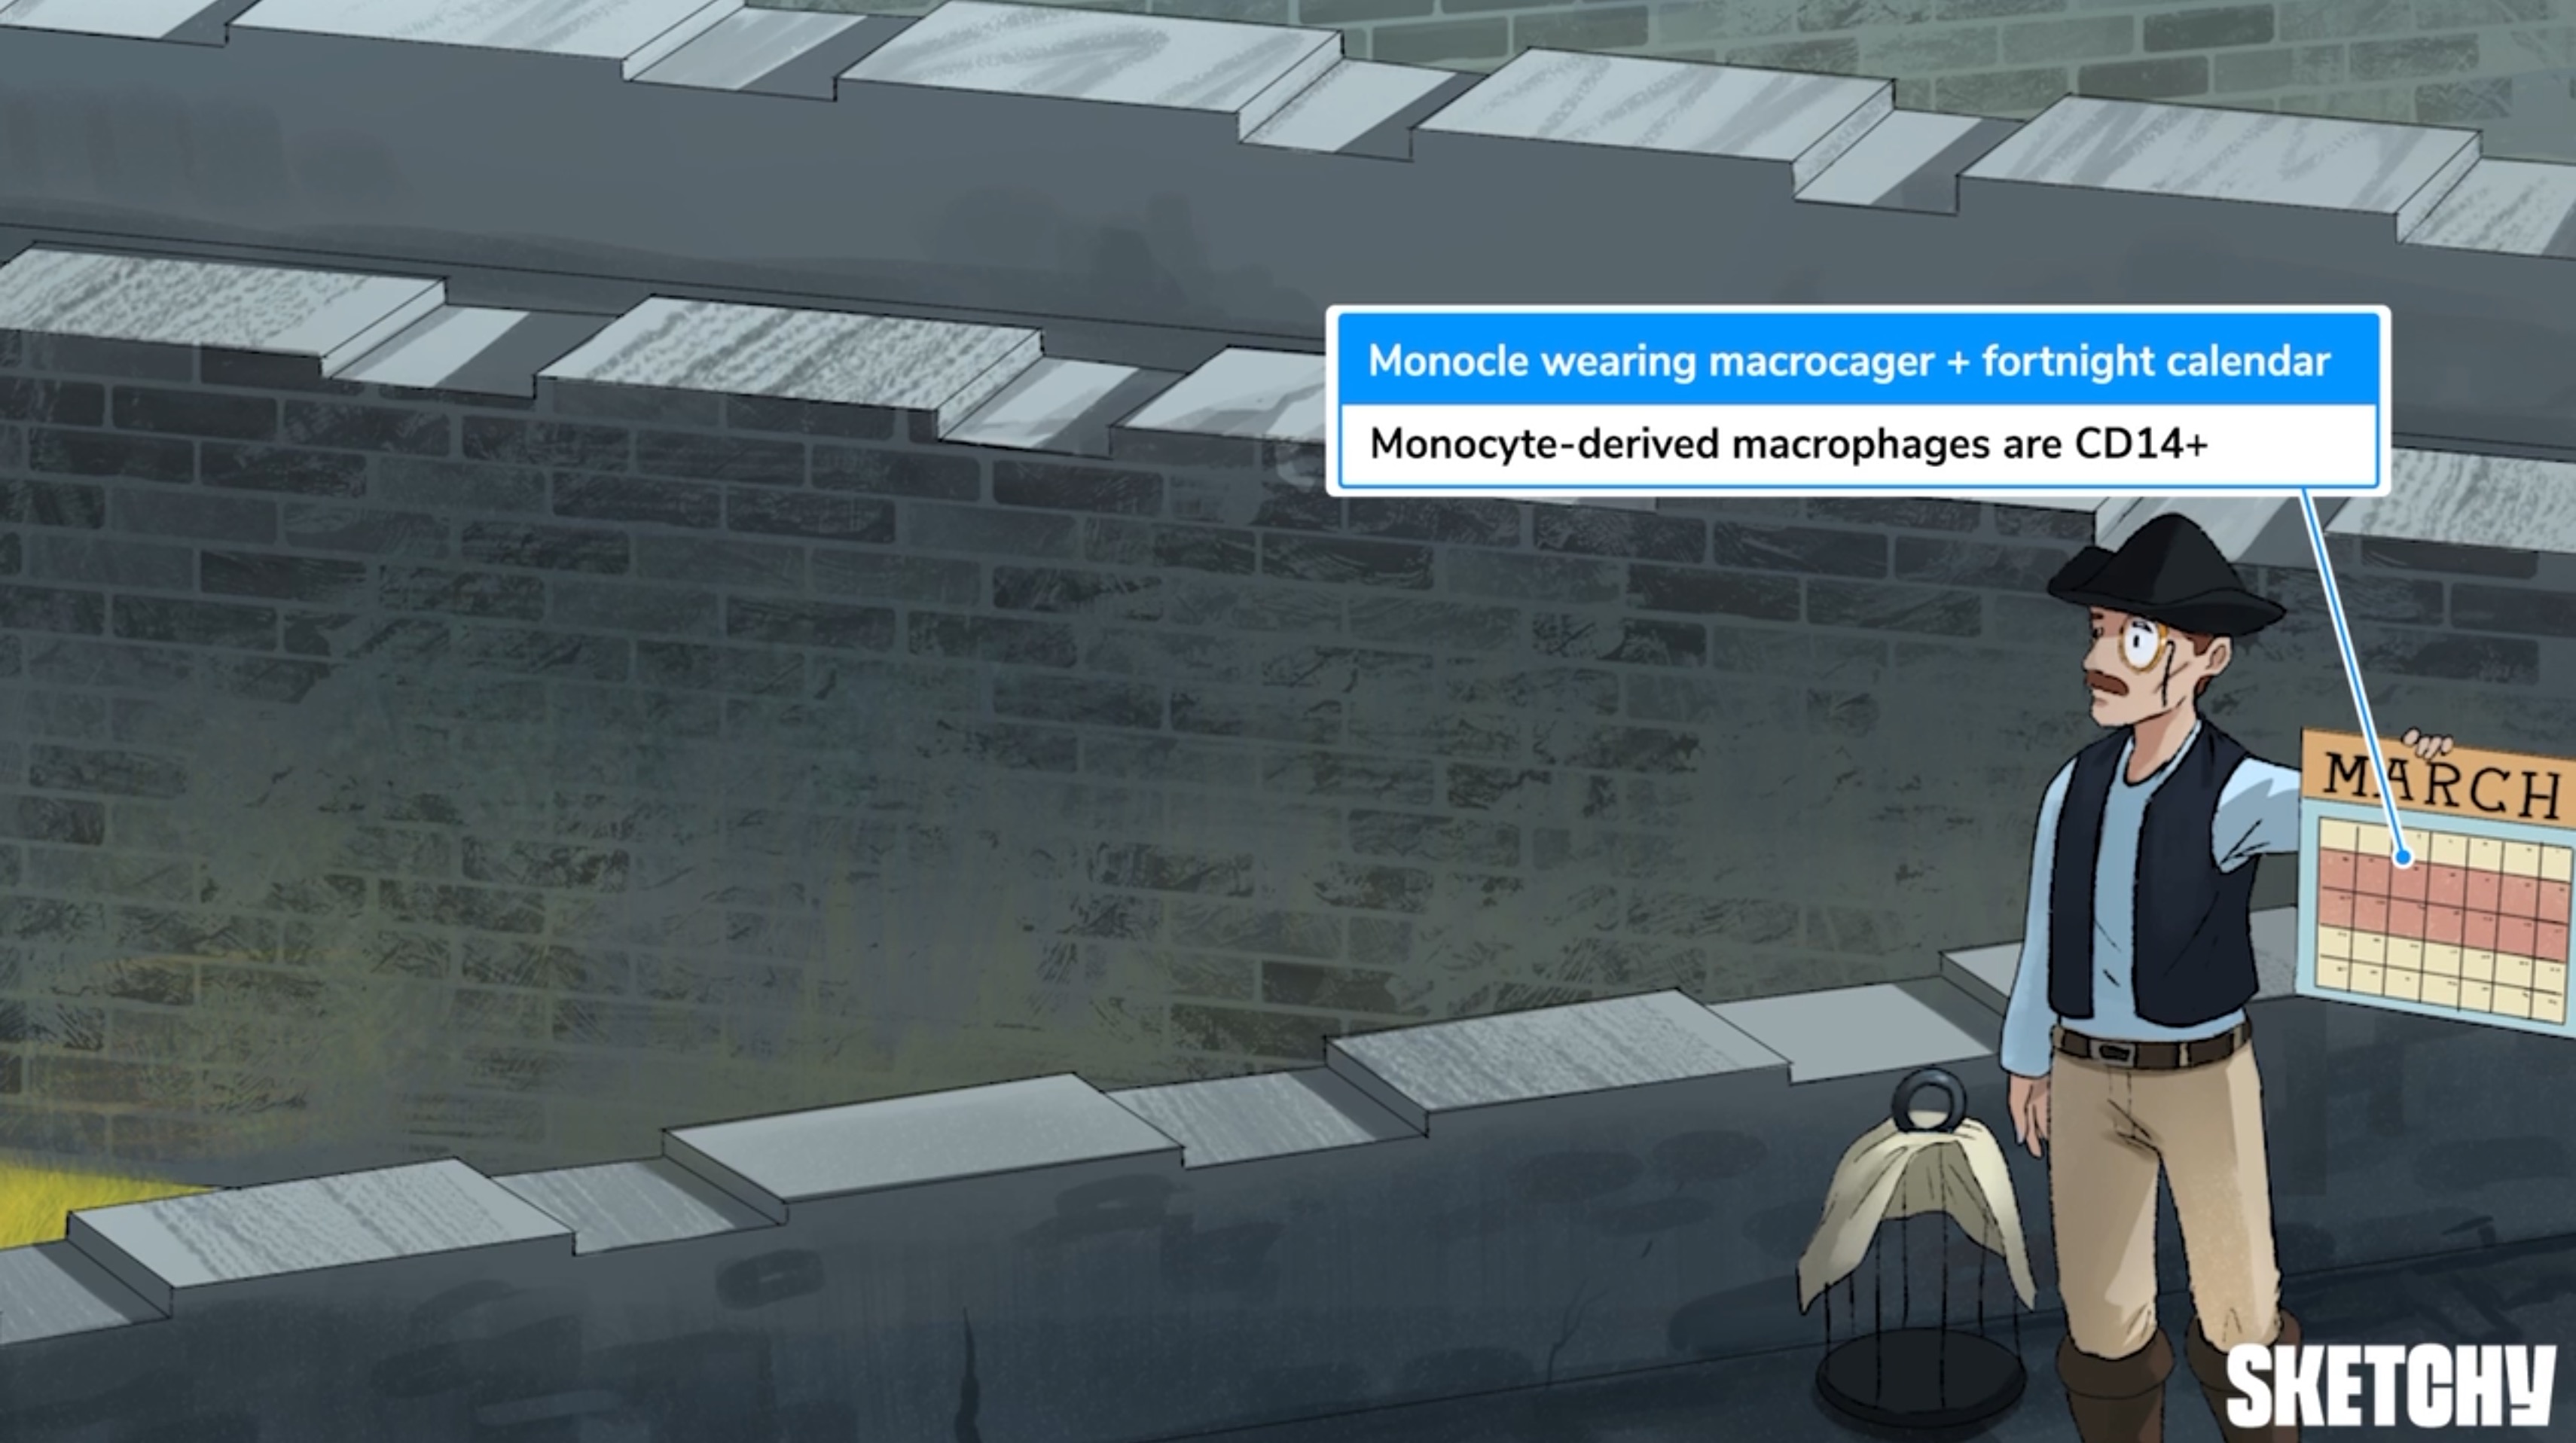 Monocle wearing macrocager + fortnight calendar
Monocyte-derived macrophages are CD14+
MARCH
SKETCHY